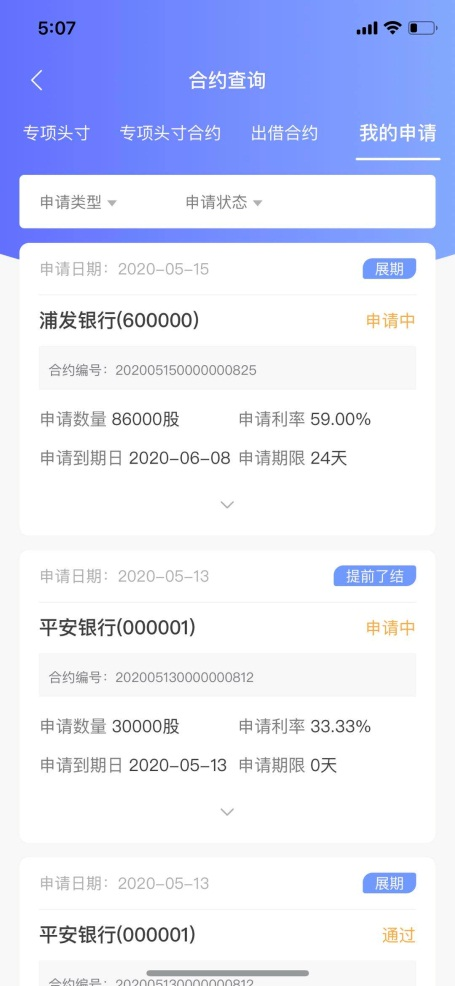 5:07
合约查询
专项头寸 专项头寸合约 出借合约 我的申请
申请类型 申请状态
申请日期：2020-05-15 展期
浦发银行(600000) 申请中
合约编号：202005150000000825
申请数量 86000股 申请利率 59.00%
申请到期日 2020-06-08 申请期限 24天
申请日期：2020-05-13 提前了结
平安银行(000001) 申请中
合约编号：202005130000000812
申请数量 30000股 申请利率 33.33%
申请到期日 2020-05-13 申请期限 0天
申请日期：2020-05-13 展期
平安银行(000001) 通过
合约编号：202005130000000812